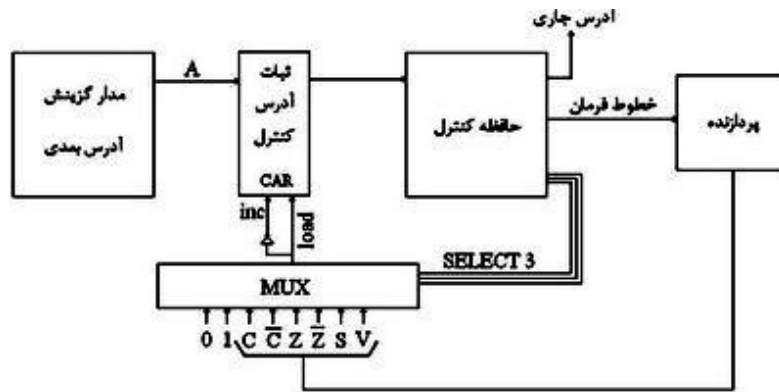 آدرس جاری
مدار گزینش
آدرس بعدی
A
ثبات
آدرس
کنترل
CAR
حافظه کنترل
خطوط فرمان
پردازنده
inc
load
SELECT 3
MUX
0 1 C C̅ Z Z̅ S V